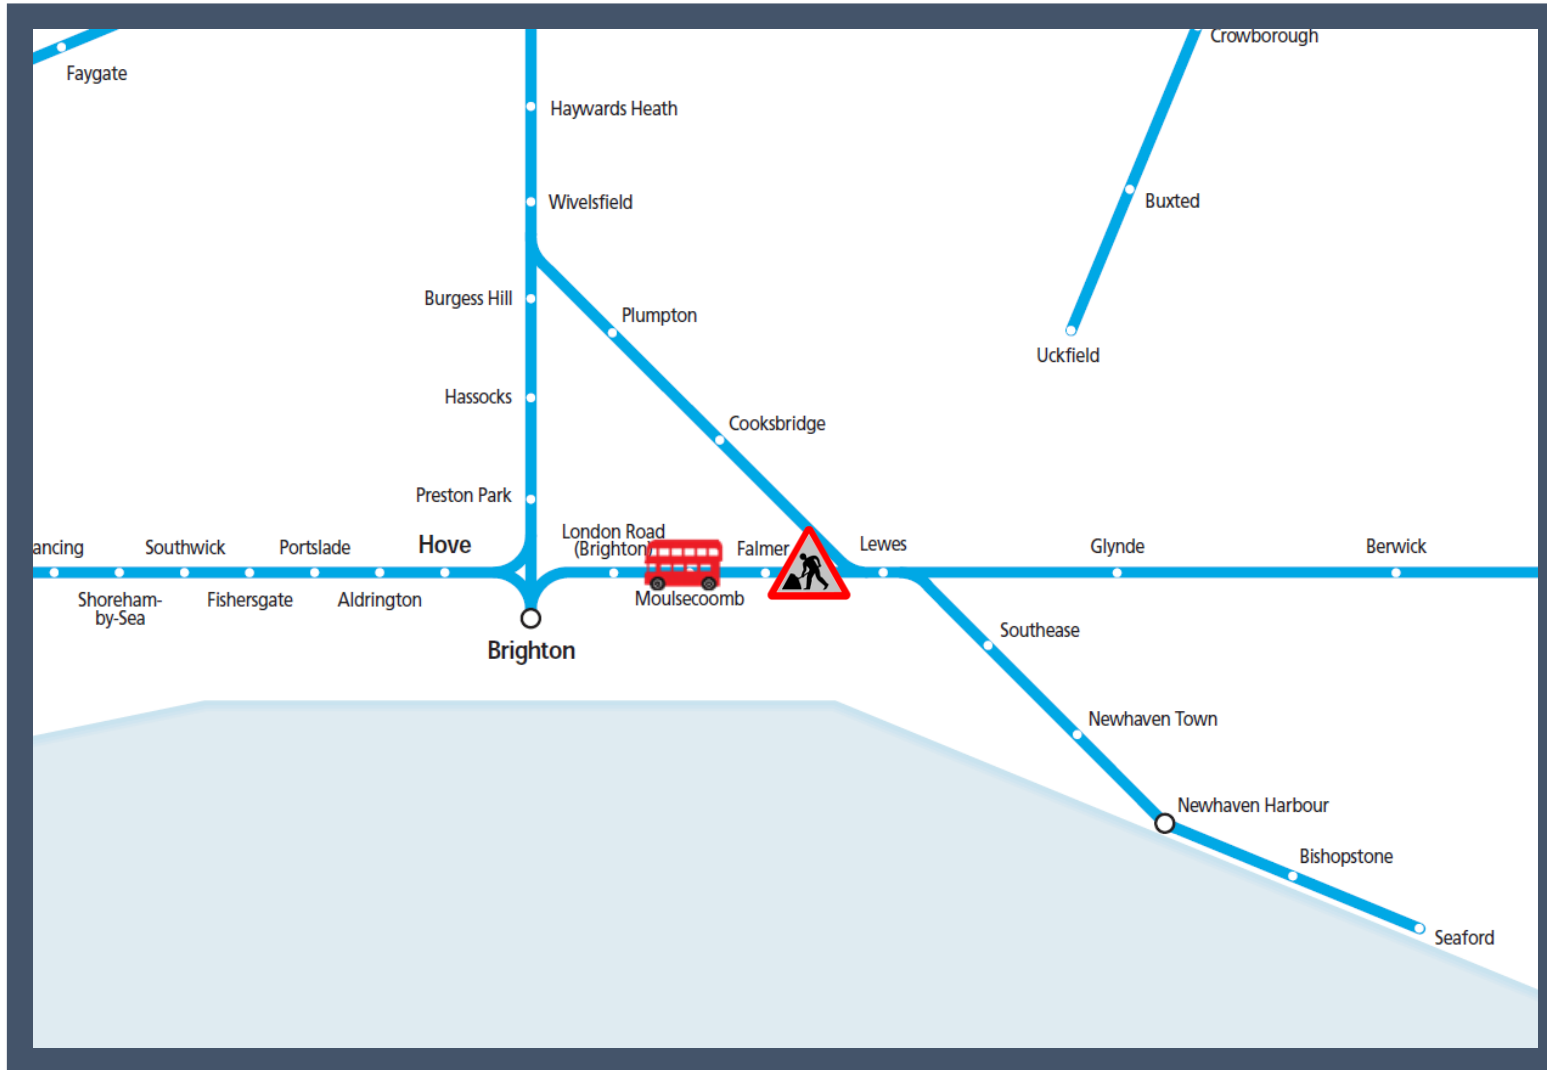 Crowborough
Faygate
Haywards Heath
Wivelsfield
Buxted
Burgess Hill
Plumpton
Uckfield
Hassocks
Cooksbridge
Preston Park
London Road
(Brighton)
ancing
Southwick
Portslade
Hove
Falmer
Lewes
Glynde
Berwick
Shoreham-
by-Sea
Fishersgate
Aldrington
Moulsecoomb
Brighton
Southease
Newhaven Town
Newhaven Harbour
Bishopstone
Seaford